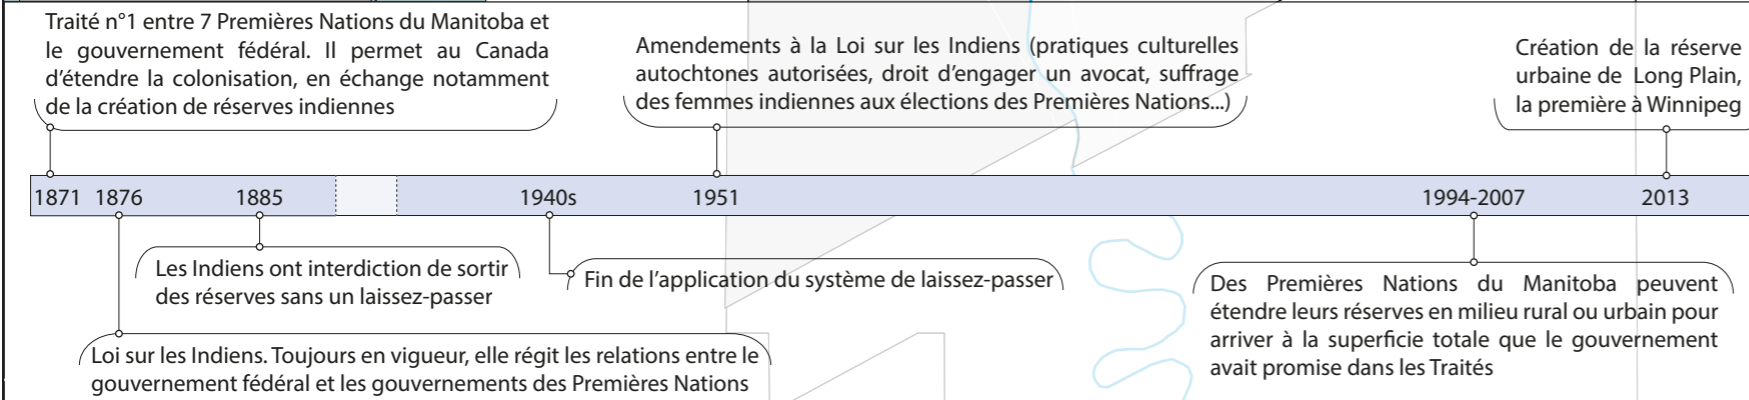 Traité n°1 entre 7 Premières Nations du Manitoba et
le gouvernement fédéral. Il permet au Canada
d'étendre la colonisation, en échange notamment
de la création de réserves indiennes
Amendements à la Loi sur les Indiens (pratiques culturelles
autochtones autorisées, droit d'engager un avocat, suffrage
des femmes indiennes aux élections des Premières Nations...)
Création de la réserve
urbaine de Long Plain,
la première à Winnipeg
1871 1876 1885 1940s 1951 1994-2007 2013
Les Indiens ont interdiction de sortir
des réserves sans un laissez-passer
Fin de l'application du système de laissez-passer
Des Premières Nations du Manitoba peuvent
étendre leurs réserves en milieu rural ou urbain pour
arriver à la superficie totale que le gouvernement
avait promise dans les Traités
Loi sur les Indiens. Toujours en vigueur, elle régit les relations entre le
gouvernement fédéral et les gouvernements des Premières Nations